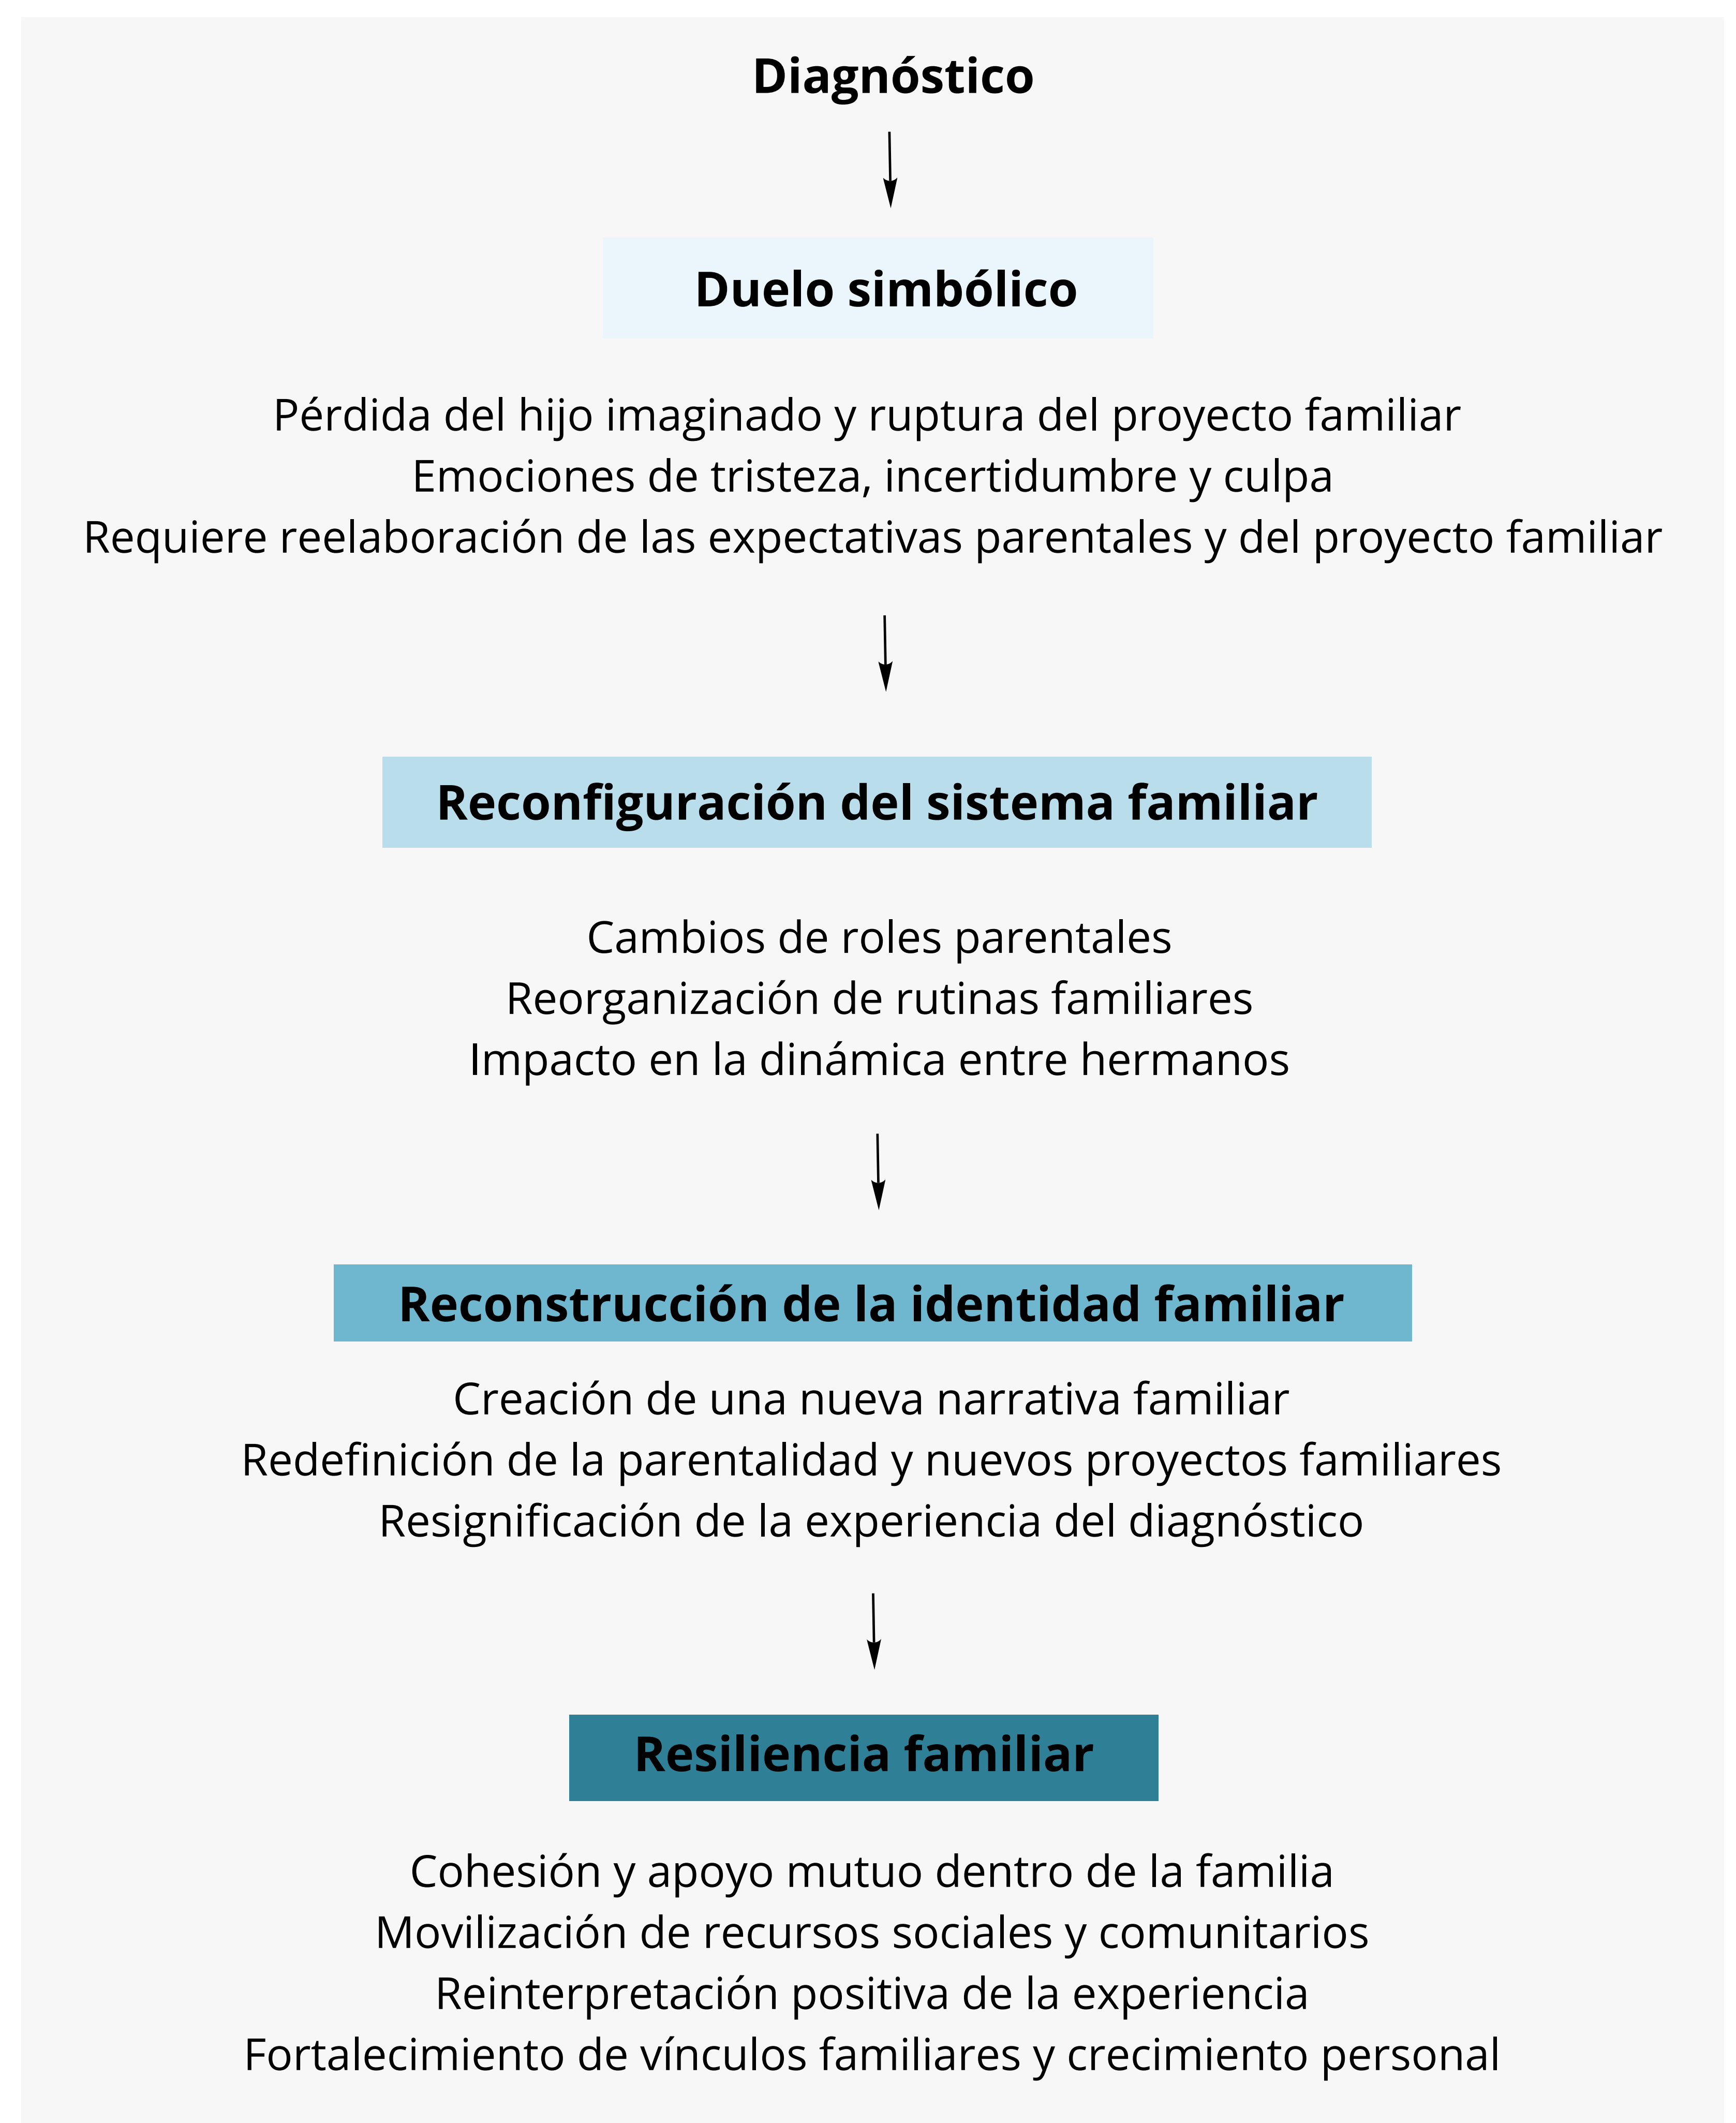 Diagnóstico
Duelo simbólico
Pérdida del hijo imaginado y ruptura del proyecto familiar
Emociones de tristeza, incertidumbre y culpa
Requiere reelaboración de las expectativas parentales y del proyecto familiar
Reconfiguración del sistema familiar
Cambios de roles parentales
Reorganización de rutinas familiares
Impacto en la dinámica entre hermanos
Reconstrucción de la identidad familiar
Creación de una nueva narrativa familiar
Redefinición de la parentalidad y nuevos proyectos familiares
Resignificación de la experiencia del diagnóstico
Resiliencia familiar
Cohesión y apoyo mutuo dentro de la familia
Movilización de recursos sociales y comunitarios
Reinterpretación positiva de la experiencia
Fortalecimiento de vínculos familiares y crecimiento personal